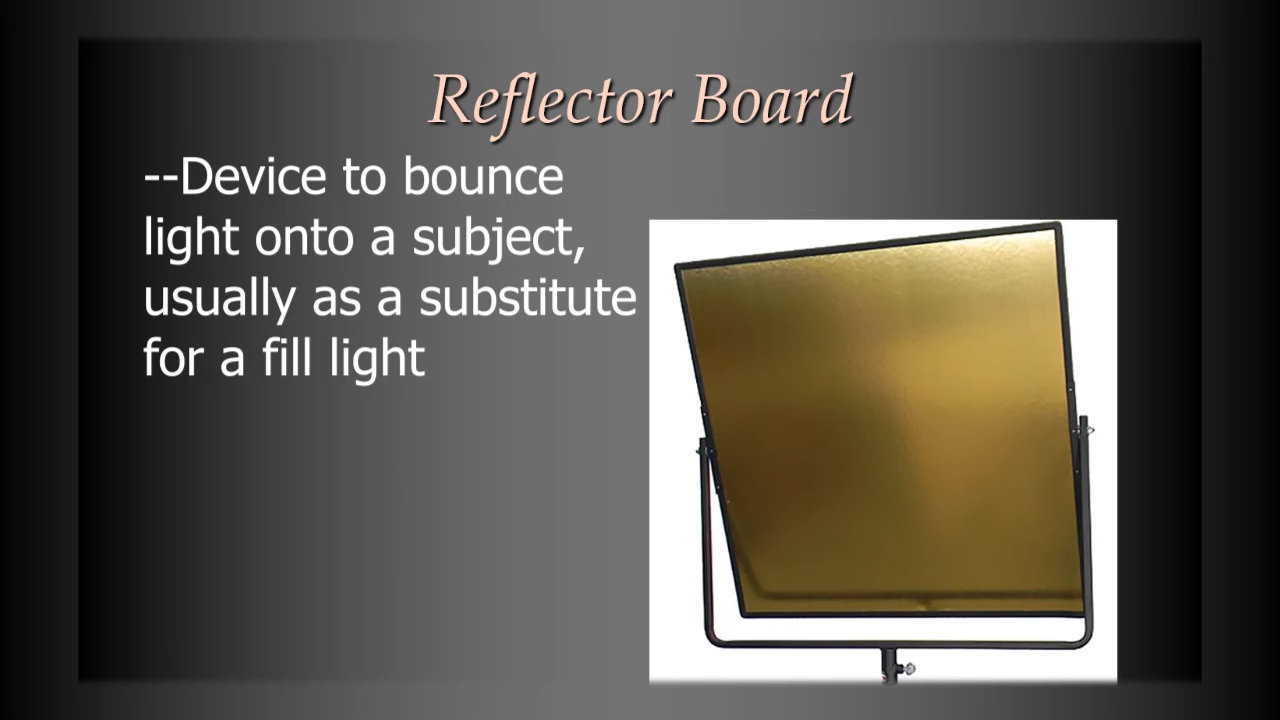 Reflector Board
--Device to bounce
light onto a subject,
usually as a substitute
for a fill light